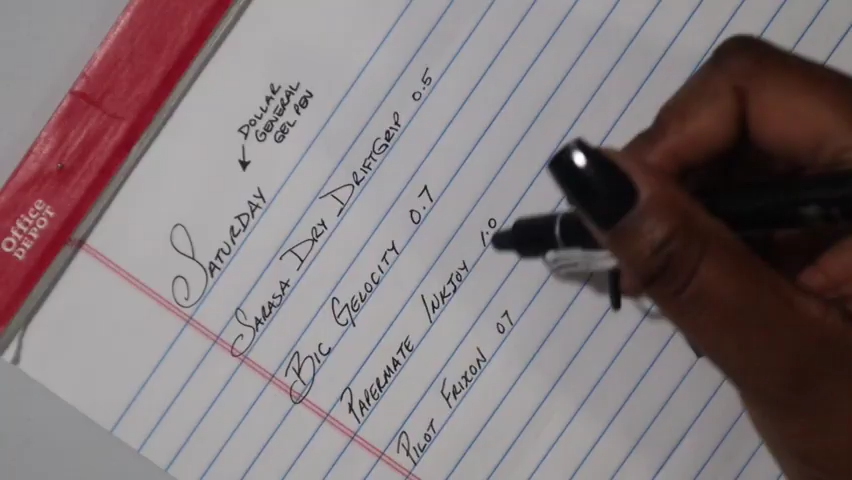 Office
DEPOT
DOLLAR
GENERAL
GEL PEN
SATURDAY
SARASA DRY DRIFTGRIP 0.5
BIC GELOCITY 0.7
PAPERMATE INKJOY 1.0
PILOT FRIXON 07